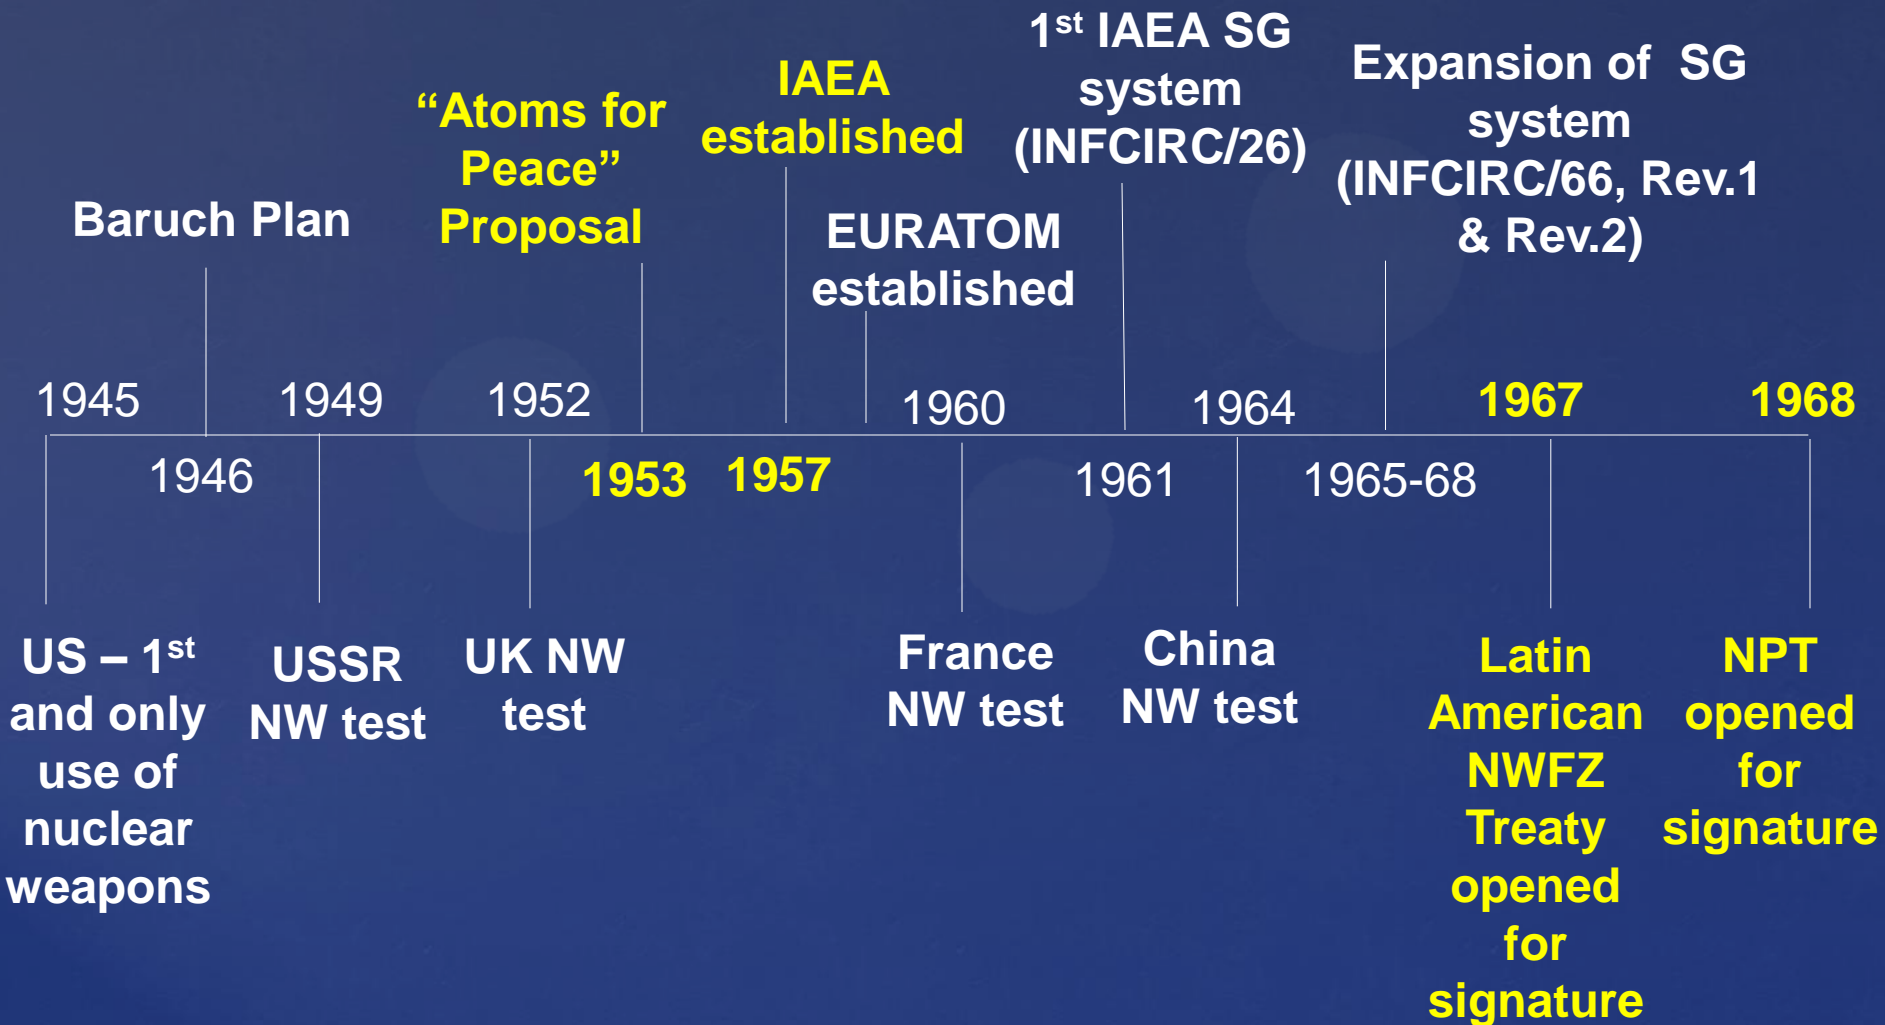 Baruch Plan
“Atoms for
Peace”
Proposal
IAEA
established
EURATOM
established
1st IAEA SG
system
(INFCIRC/26)
Expansion of SG
system
(INFCIRC/66, Rev.1
& Rev.2)
1945
1949
1952
1960
1964
1967
1968
1946
1953
1957
1961
1965-68
US – 1st
and only
use of
nuclear
weapons
USSR
NW test
UK NW
test
France
NW test
China
NW test
Latin
American
NWFZ
Treaty
opened
for
signature
NPT
opened
for
signature